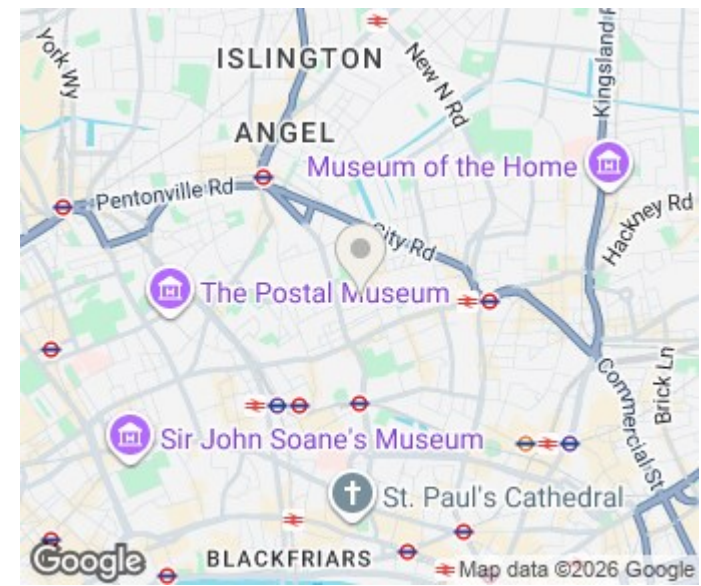 York Wy
ISLINGTON
New N Rd
Kingsland R
ANGEL
Museum of the Home
Pentonville Rd
Hackney Rd
City Rd
The Postal Museum
Commercial St
Brick Ln
Sir John Soane's Museum
St. Paul's Cathedral
BLACKFRIARS
Google
Map data ©2026 Google